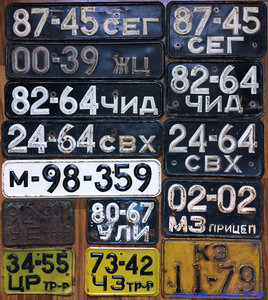 87-45 СЕГ
87-45
СЕГ
00-39 ЖЦ
82-64 ЧИД
82-64
ЧИД
24-64 СВХ
24-64
СВХ
М-98-359
02-02
МЗ ПРИЦЕП
80-67
УЛИ
34-55
ЦР ТР-Р
73-42
ЧЗ ТР-Р
КЗ
11-79